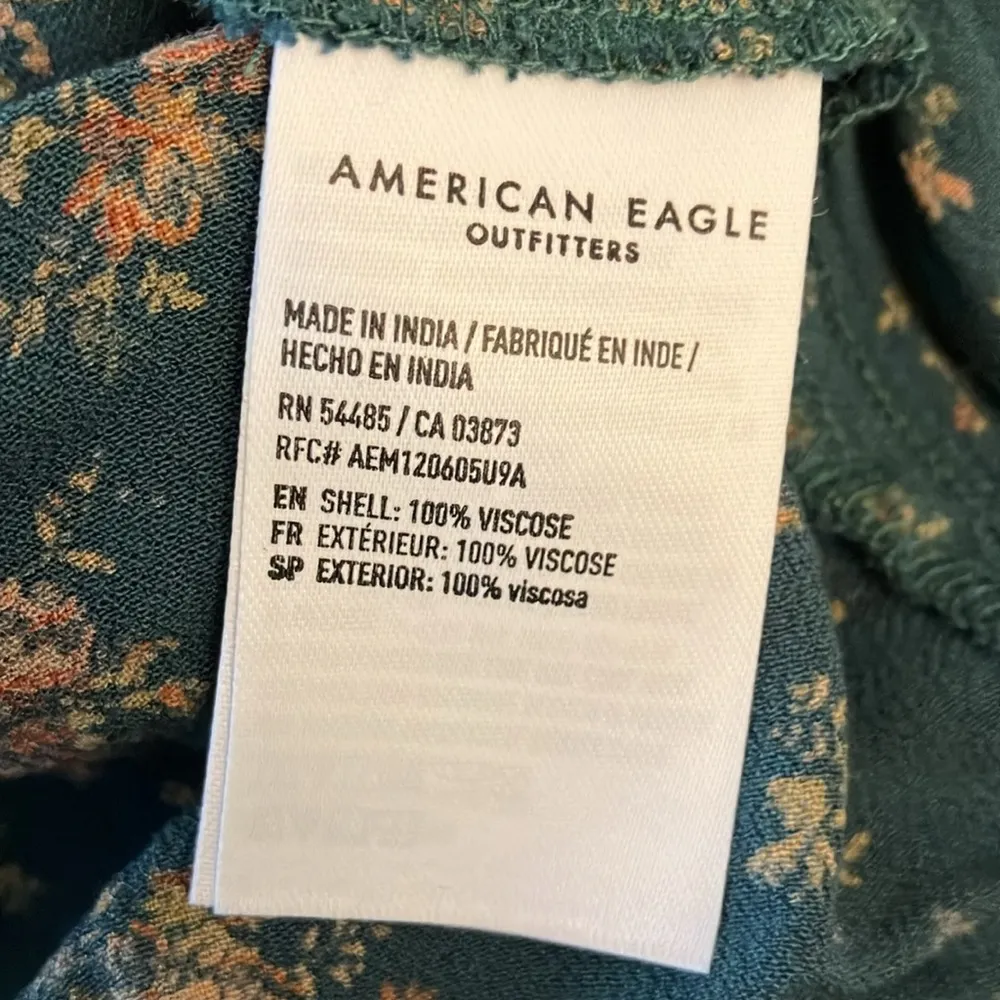 AMERICAN EAGLE
OUTFITTERS
MADE IN INDIA / FABRIQUÉ EN INDE /
HECHO EN INDIA
RN 54485 / CA 03873
RFC# AEM120605U9A
EN SHELL: 100% VISCOSE
FR EXTÉRIEUR: 100% VISCOSE
SP EXTERIOR: 100% viscosa